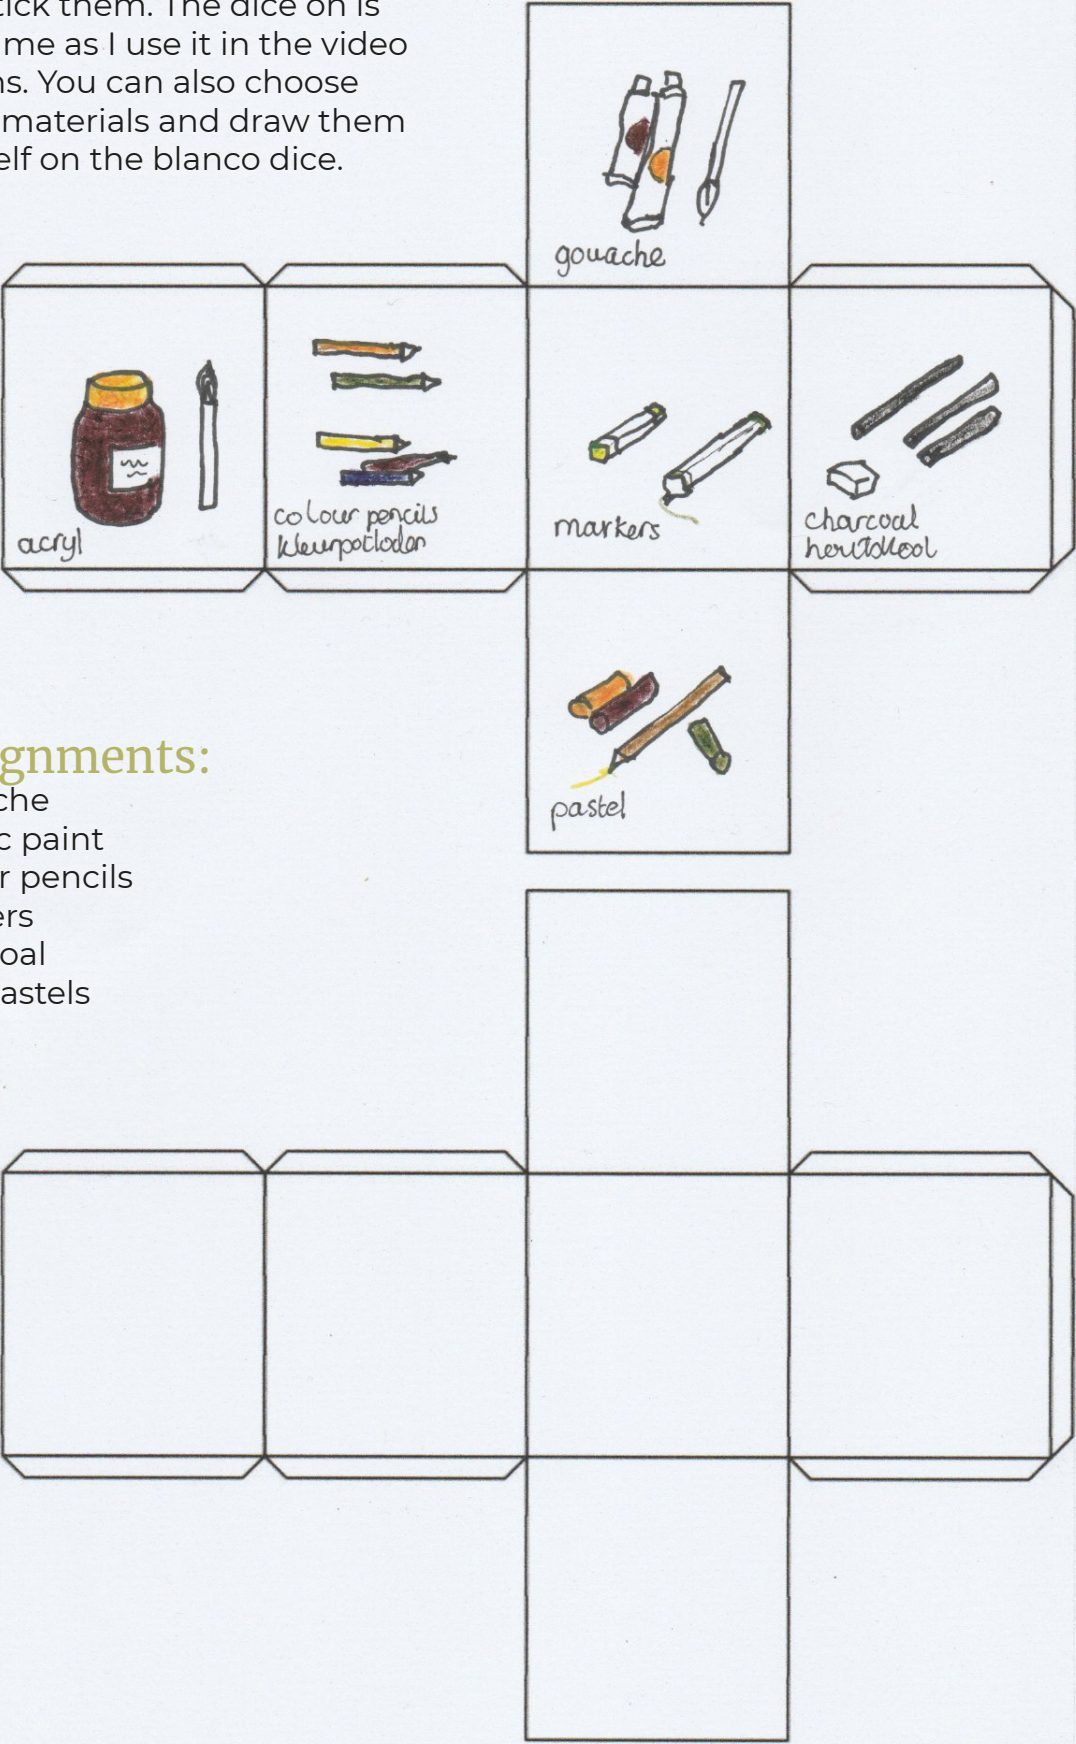 tick them. The dice on is
me as I use it in the video
ns. You can also choose
materials and draw them
elf on the blanco dice.
gouache
acryl
colour pencils
kleurpotloden
markers
charcoal
pastel
gnments:
che
c paint
r pencils
ers
oal
astels